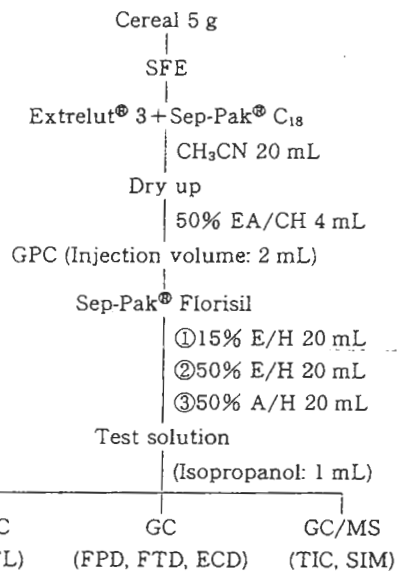 Cereal 5 g
SFE
Extrelut® 3+Sep-Pak® C₁₈
CH₃CN 20 mL
Dry up
50% EA/CH 4 mL
GPC (Injection volume: 2 mL)
Sep-Pak® Florisil
①15% E/H 20 mL
②50% E/H 20 mL
③50% A/H 20 mL
Test solution
(Isopropanol: 1 mL)
C GC GC/MS
L) (FPD, FTD, ECD) (TIC, SIM)